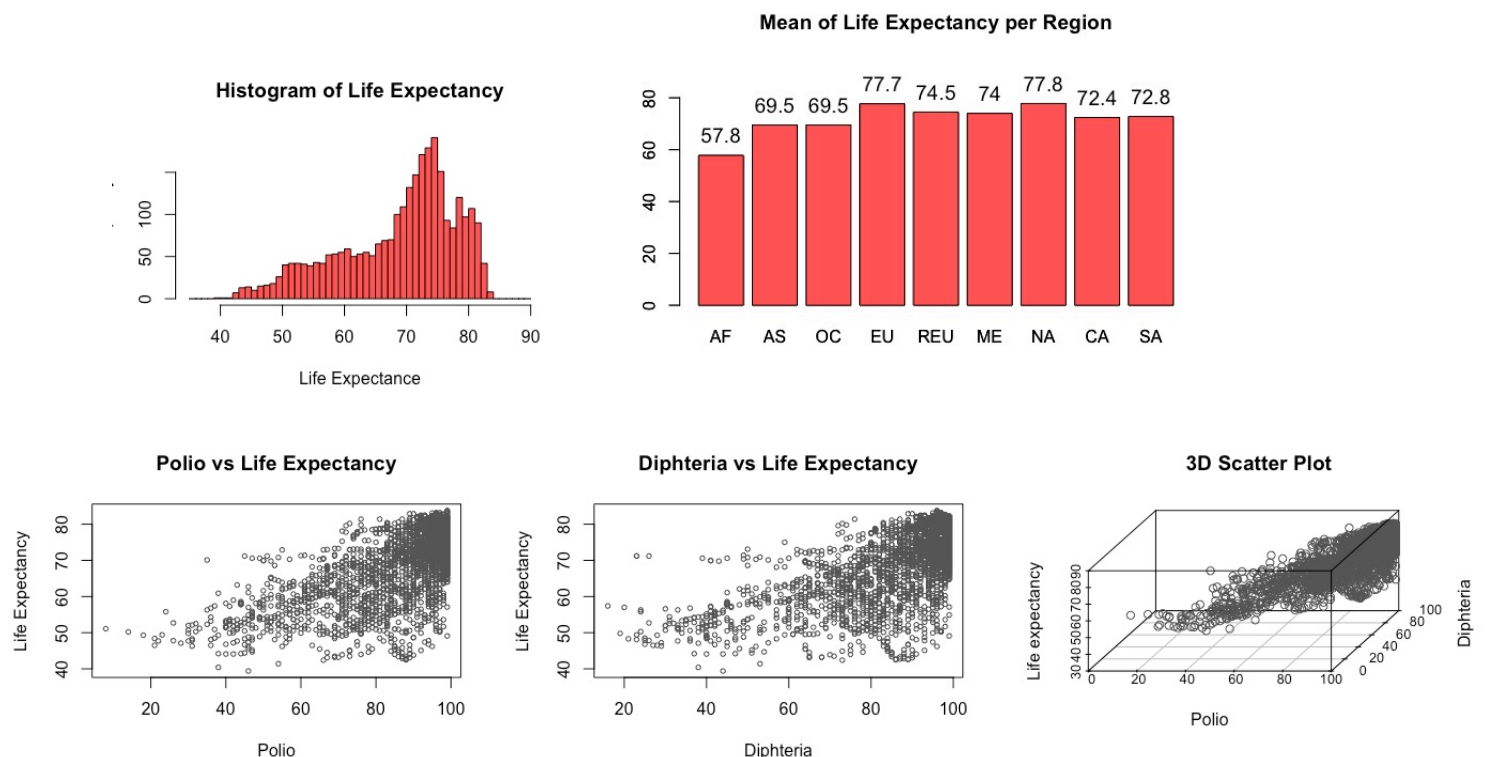 Mean of Life Expectancy per Region
Histogram of Life Expectancy
150
100
50
0
40 50 60 70 80 90
Life Expectance
80
60
40
20
0
57.8 69.5 69.5 77.7 74.5 74 77.8 72.4 72.8
AF AS OC EU REU ME NA CA SA
Polio vs Life Expectancy
Life Expectancy
80
70
60
50
40
20 40 60 80 100
Polio
Diphteria vs Life Expectancy
Life Expectancy
80
70
60
50
40
20 40 60 80 100
Diphteria
3D Scatter Plot
Life expectancy
90
80
70
60
50
40
30
0 20 40 60 80 100
Polio
0 20 40 60 80 100
Diphteria